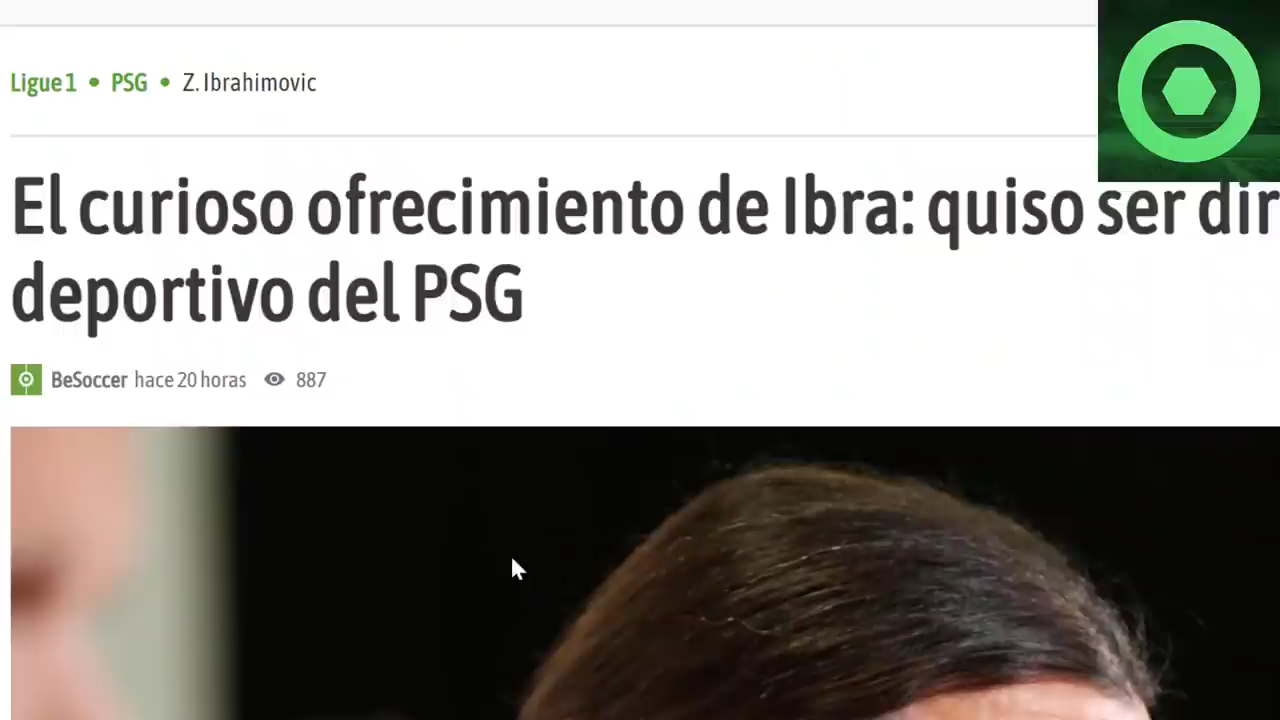 Ligue 1 • PSG • Z. Ibrahimovic
El curioso ofrecimiento de Ibra: quiso ser dir
deportivo del PSG
BeSoccer hace 20 horas 887